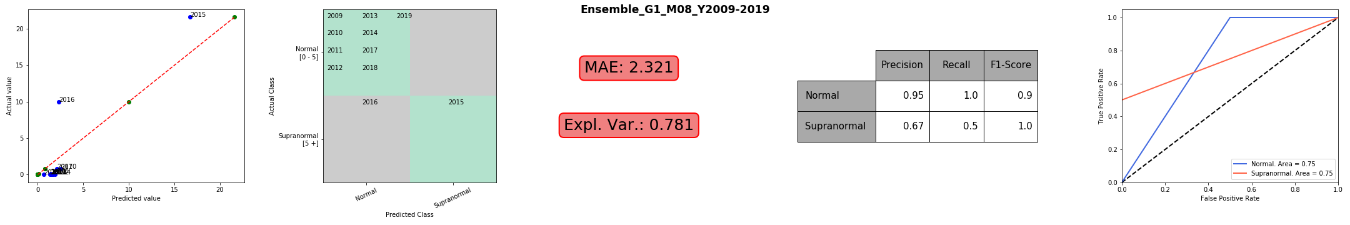 Ensemble_G1_M08_Y2009-2019
Actual value
20
15
10
5
0
0 5 10 15 20
Predicted value
2015
2016
Actual Class
Normal
[0 - 5]
Supranormal
[5 +]
2009 2013 2019
2010 2014
2011 2017
2012 2018
2016 2015
Normal Supranormal
Predicted Class
MAE: 2.321
Expl. Var.: 0.781
Precision Recall F1-Score
Normal 0.95 1.0 0.9
Supranormal 0.67 0.5 1.0
True Positive Rate
1.0
0.8
0.6
0.4
0.2
0.0
0.0 0.2 0.4 0.6 0.8 1.0
False Positive Rate
Normal. Area = 0.75
Supranormal. Area = 0.75